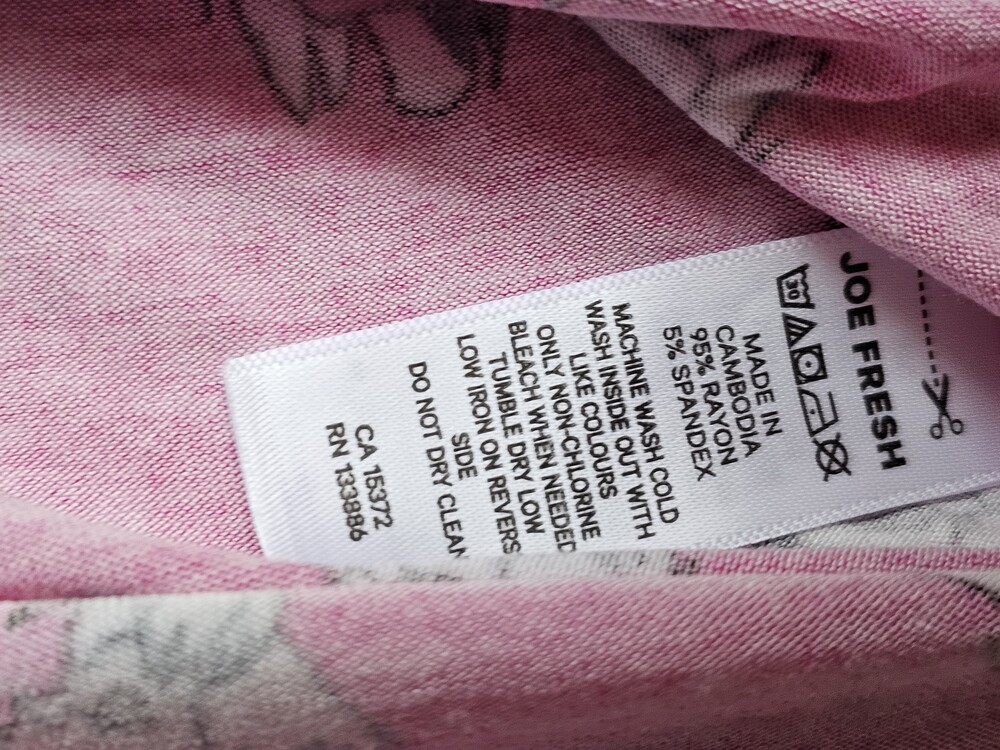 JOE FRESH
30
MADE IN
CAMBODIA
95% RAYON
5% SPANDEX
MACHINE WASH COLD
WASH INSIDE OUT WITH
LIKE COLOURS
ONLY NON-CHLORINE
BLEACH WHEN NEEDED
TUMBLE DRY LOW
LOW IRON ON REVERS
SIDE
DO NOT DRY CLEAN
CA 15372
RN 133886